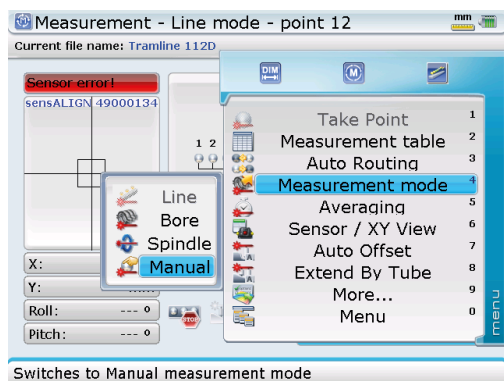 Measurement - Line mode - point 12
mm
Current file name: Tramline 112D
Sensor error!
sensALIGN 49000134
1 2
DIM
M
Take Point 1
Measurement table 2
Auto Routing 3
Measurement mode 4
Averaging 5
Sensor / XY View 6
Auto Offset 7
Extend By Tube 8
More... 9
Menu 0
menu
Line
Bore
Spindle
Manual
X:
Y:
Roll: --- °
Pitch: --- °
STOP
Switches to Manual measurement mode